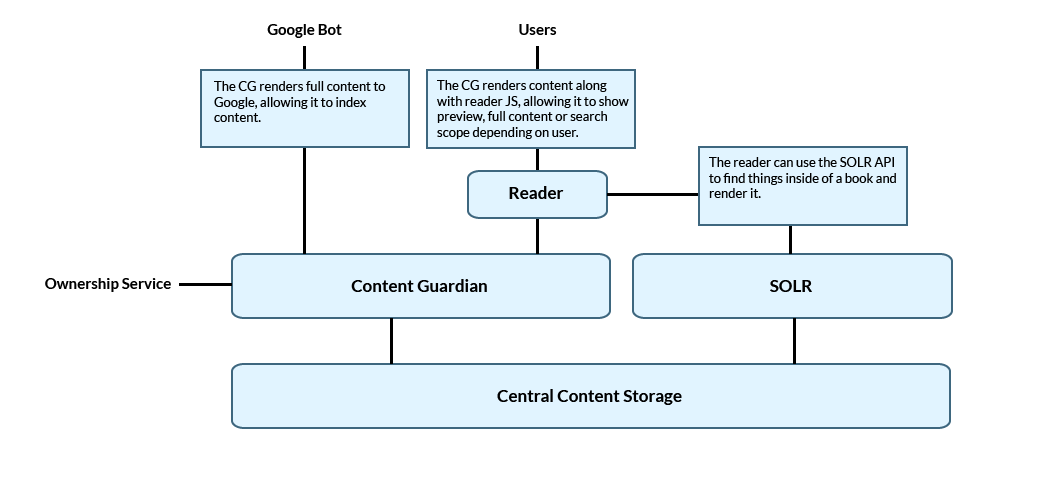 Google Bot
Users
The CG renders full content to
Google, allowing it to index
content.
The CG renders content along
with reader JS, allowing it to show
preview, full content or search
scope depending on user.
The reader can use the SOLR API
to find things inside of a book and
render it.
Reader
Ownership Service
Content Guardian
SOLR
Central Content Storage